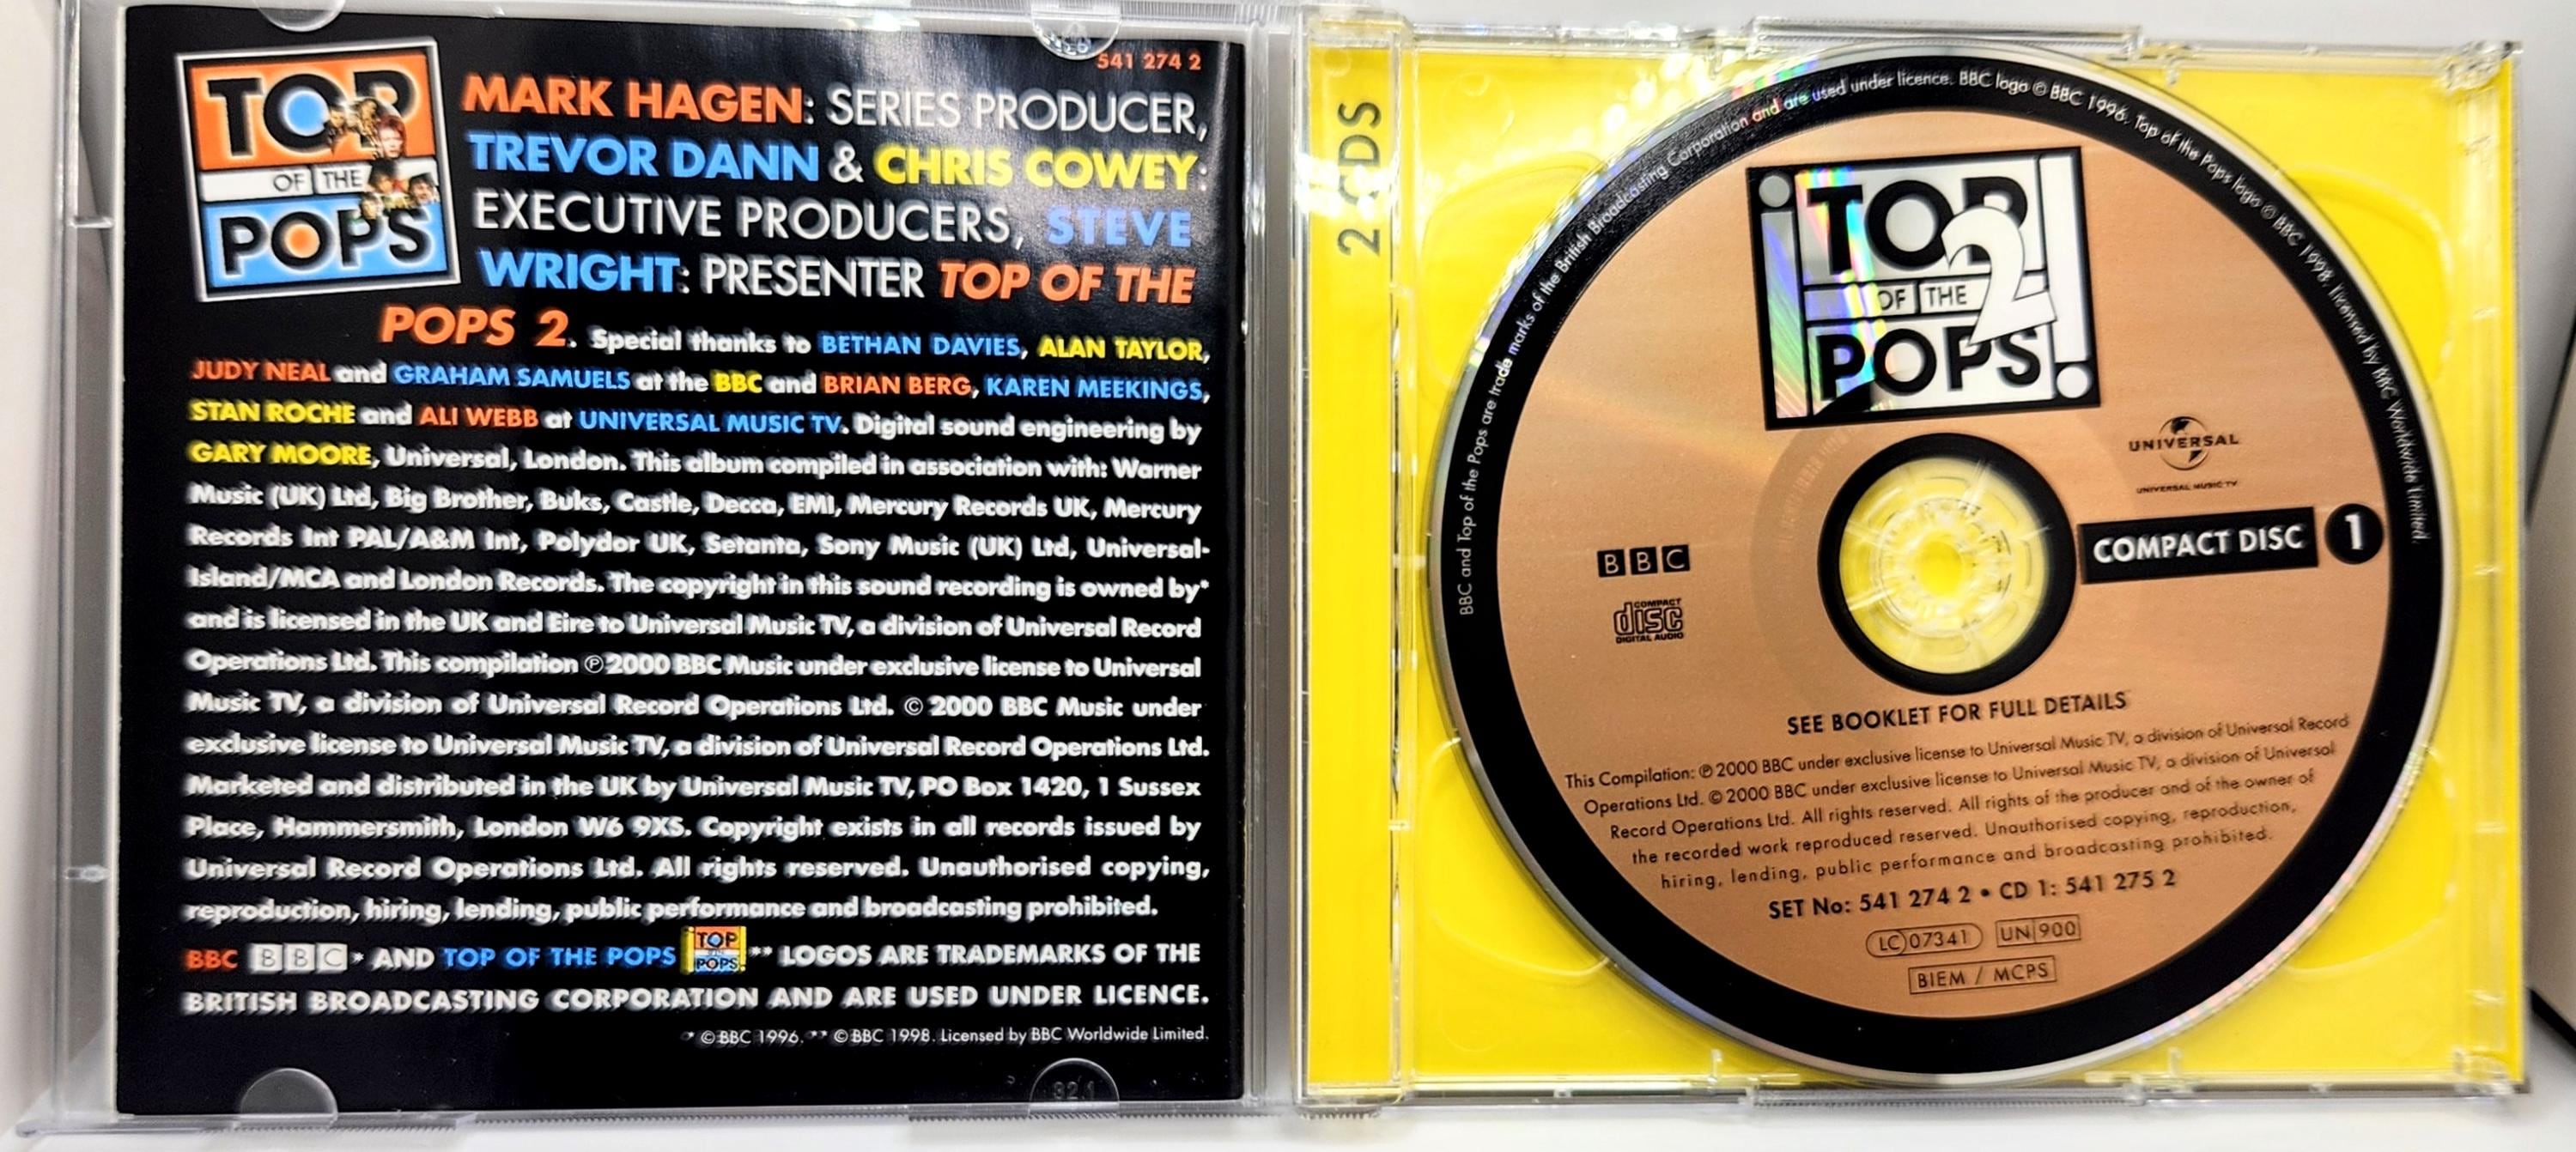 541 274 2
TOP
OF THE
POPS
MARK HAGEN: SERIES PRODUCER,
TREVOR DANN & CHRIS COWEY:
EXECUTIVE PRODUCERS, STEVE
WRIGHT: PRESENTER TOP OF THE
POPS 2. Special thanks to BETHAN DAVIES, ALAN TAYLOR,
JUDY NEAL and GRAHAM SAMUELS at the BBC and BRIAN BERG, KAREN MEEKINGS,
STAN ROCHE and ALI WEBB at UNIVERSAL MUSIC TV. Digital sound engineering by
GARY MOORE, Universal, London. This album compiled in association with: Warner
Music (UK) Ltd, Big Brother, Buks, Castle, Decca, EMI, Mercury Records UK, Mercury
Records Int PAL/A&M Int, Polydor UK, Setanta, Sony Music (UK) Ltd, Universal-
Island/MCA and London Records. The copyright in this sound recording is owned by*
and is licensed in the UK and Eire to Universal Music TV, a division of Universal Record
Operations Ltd. This compilation ℗2000 BBC Music under exclusive license to Universal
Music TV, a division of Universal Record Operations Ltd. © 2000 BBC Music under
exclusive license to Universal Music TV, a division of Universal Record Operations Ltd.
Marketed and distributed in the UK by Universal Music TV, PO Box 1420, 1 Sussex
Place, Hammersmith, London W6 9XS. Copyright exists in all records issued by
Universal Record Operations Ltd. All rights reserved. Unauthorised copying,
reproduction, hiring, lending, public performance and broadcasting prohibited.
BBC BBC* AND TOP OF THE POPS TOP OF THE POPS ** LOGOS ARE TRADEMARKS OF THE
BRITISH BROADCASTING CORPORATION AND ARE USED UNDER LICENCE.
* ©BBC 1996. ** ©BBC 1998. Licensed by BBC Worldwide Limited.
321
2 CDS
BBC and Top of the Pops are trade marks of the British Broadcasting Corporation and are used under licence. BBC logo © BBC 1996. Top of the Pops logo © BBC 1998. Licensed by BBC Worldwide Limited.
¡TOP 2!
OF THE
POPS
UNIVERSAL
UNIVERSAL MUSIC TV
COMPACT DISC 1
BBC
COMPACT
disc
DIGITAL AUDIO
SEE BOOKLET FOR FULL DETAILS
This Compilation: ℗ 2000 BBC under exclusive license to Universal Music TV, a division of Universal Record
Operations Ltd. © 2000 BBC under exclusive license to Universal Music TV, a division of Universal
Record Operations Ltd. All rights reserved. All rights of the producer and of the owner of
the recorded work reproduced reserved. Unauthorised copying, reproduction,
hiring, lending, public performance and broadcasting prohibited.
SET No: 541 274 2 • CD 1: 541 275 2
LC 07341 UN 900
BIEM / MCPS